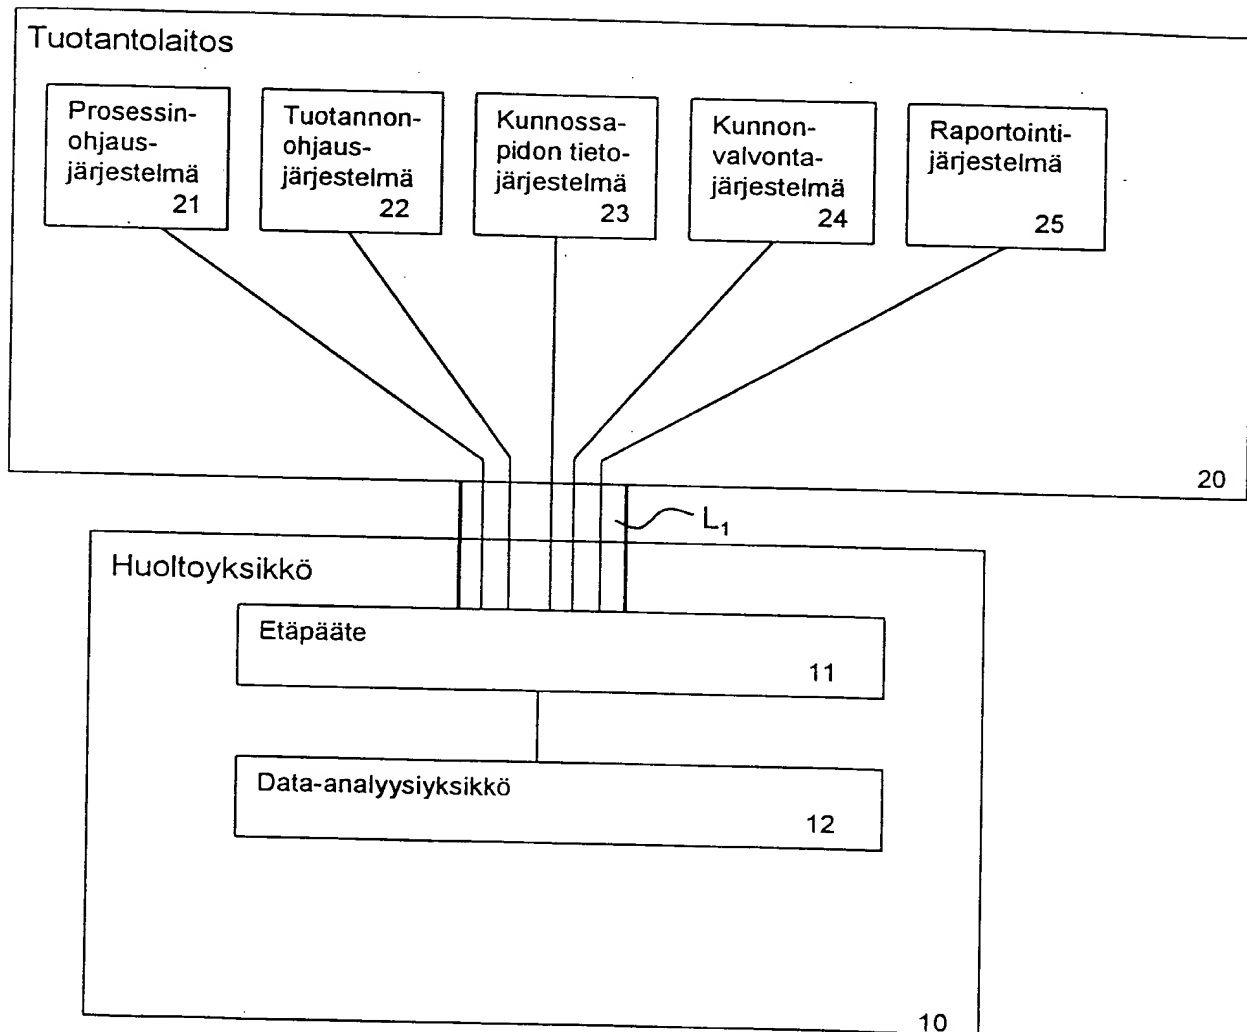 Tuotantolaitos
Prosessin-
ohjaus-
järjestelmä
21
Tuotannon-
ohjaus-
järjestelmä
22
Kunnossa-
pidon tieto-
järjestelmä
23
Kunnon-
valvonta-
järjestelmä
24
Raportointi-
järjestelmä
25
20
L1
Huoltoyksikkö
Etäpääte
11
Data-analyysiyksikkö
12
10